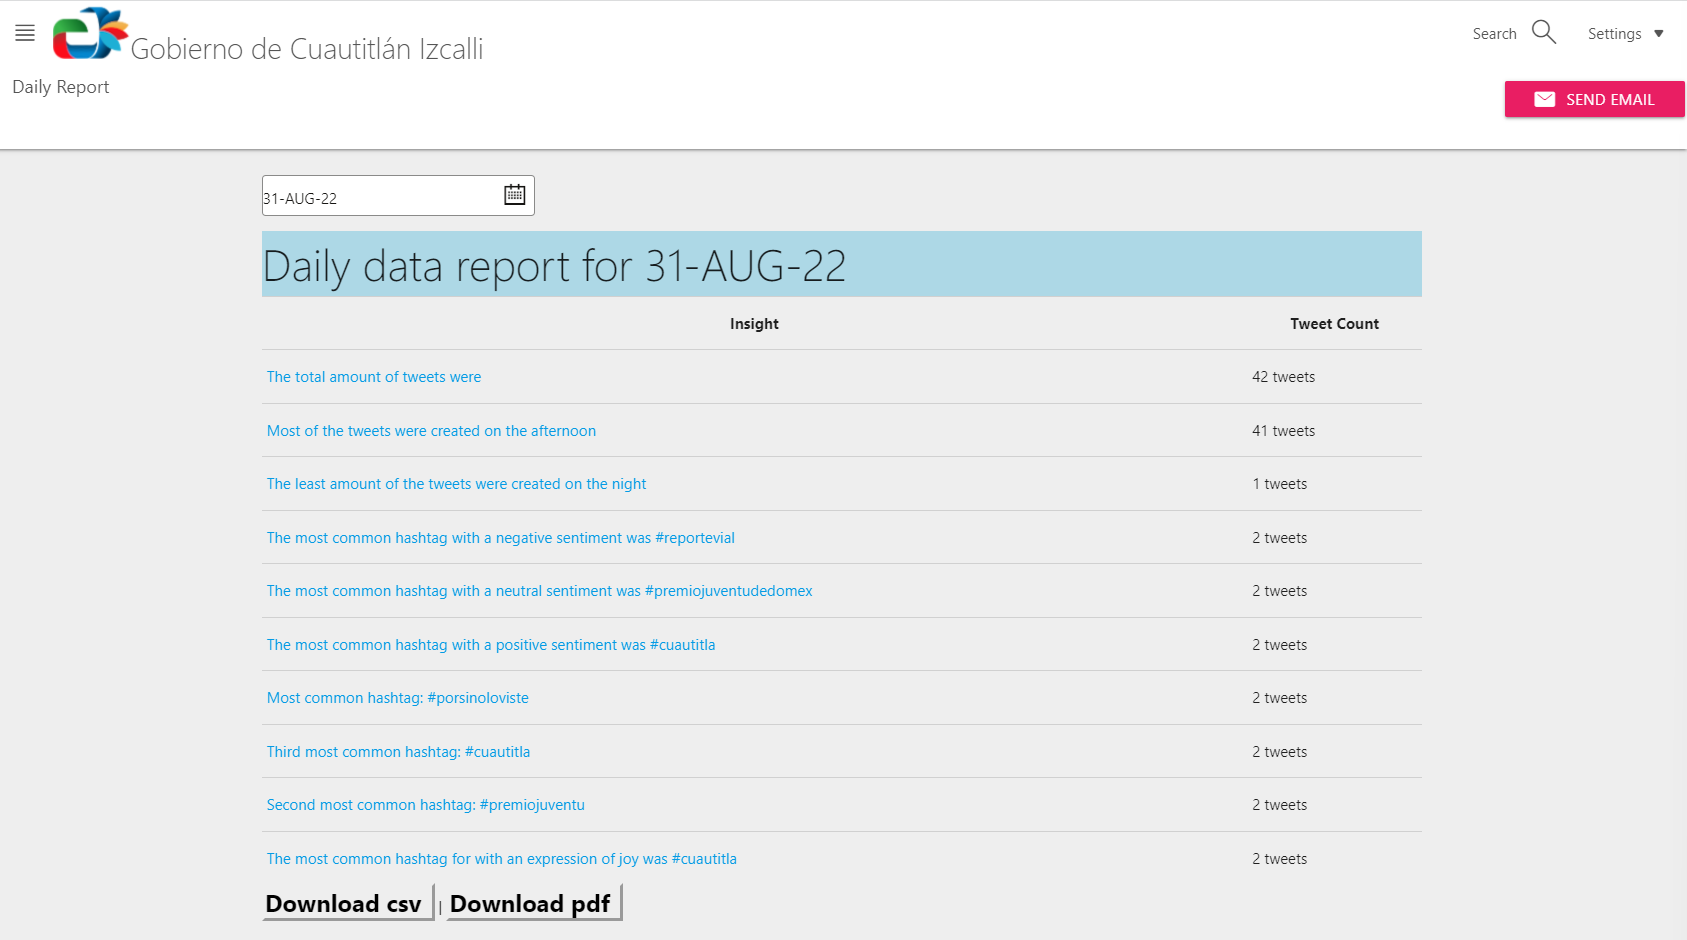 Gobierno de Cuautitlán Izcalli
Search
Settings
Daily Report
SEND EMAIL
31-AUG-22
Daily data report for 31-AUG-22
Insight Tweet Count
The total amount of tweets were 42 tweets
Most of the tweets were created on the afternoon 41 tweets
The least amount of the tweets were created on the night 1 tweets
The most common hashtag with a negative sentiment was #reportevial 2 tweets
The most common hashtag with a neutral sentiment was #premiojuventudedomex 2 tweets
The most common hashtag with a positive sentiment was #cuautitla 2 tweets
Most common hashtag: #porsinoloviste 2 tweets
Third most common hashtag: #cuautitla 2 tweets
Second most common hashtag: #premiojuventu 2 tweets
The most common hashtag for with an expression of joy was #cuautitla 2 tweets
Download csv | Download pdf